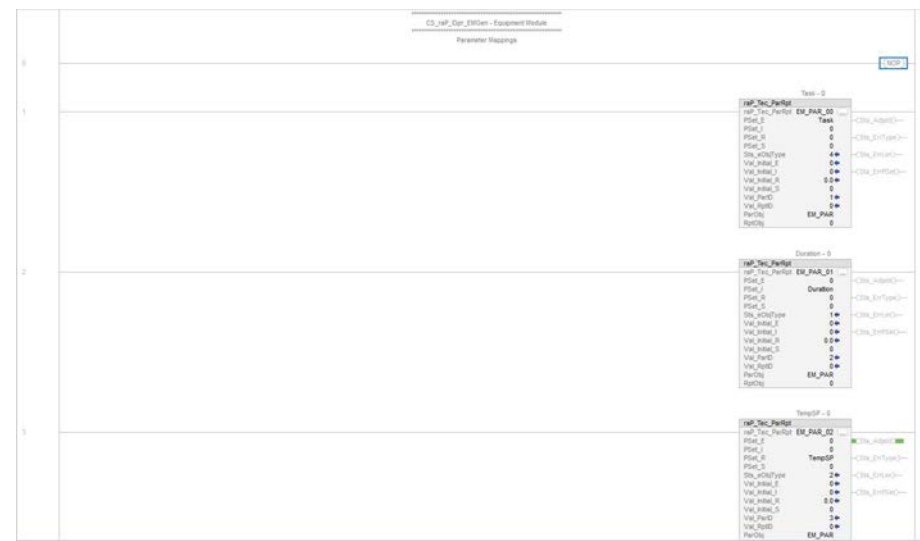 CS_raP_Opr_EMGen - Equipment Module
Parameter Mappings
0
NOP
Task - 0
1
raP_Tec_ParRpt
raP_Tec_ParRpt EM_PAR_00 ...
PSet_E Task
PSet_I 0
PSet_R 0
PSet_S 0
Sts_eObjType 4
Val_Initial_E 0
Val_Initial_I 0
Val_Initial_R 0.0
Val_Initial_S 0
Val_ParID 1
Val_RptID 0
ParObj EM_PAR
RptObj 0
Sts_ErrType
Duration - 0
2
raP_Tec_ParRpt
raP_Tec_ParRpt EM_PAR_01 ...
PSet_E 0
PSet_I Duration
PSet_R 0
PSet_S 0
Sts_eObjType 1
Val_Initial_E 0
Val_Initial_I 0
Val_Initial_R 0.0
Val_Initial_S 0
Val_ParID 2
Val_RptID 0
ParObj EM_PAR
RptObj 0
Sts_ErrType
TempSP - 0
3
raP_Tec_ParRpt
raP_Tec_ParRpt EM_PAR_02 ...
PSet_E 0
PSet_I 0
PSet_R TempSP
PSet_S 0
Sts_eObjType 2
Val_Initial_E 0
Val_Initial_I 0
Val_Initial_R 0.0
Val_Initial_S 0
Val_ParID 3
Val_RptID 0
ParObj EM_PAR
Sts_ErrType